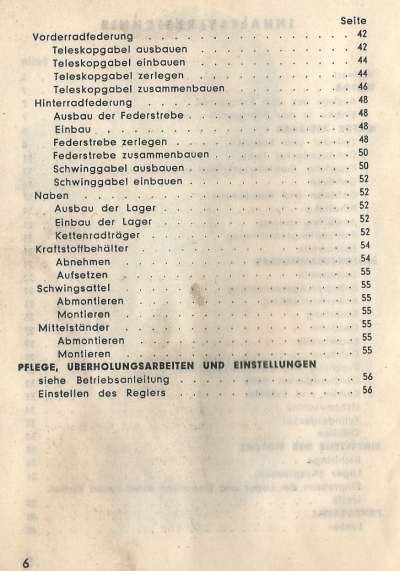 Seite
Vorderradfederung . . . . . . . . . . . . . 42
Teleskopgabel ausbauen . . . . . . . . . . 42
Teleskopgabel einbauen . . . . . . . . . . 44
Teleskopgabel zerlegen . . . . . . . . . . 44
Teleskopgabel zusammenbauen . . . . . . . 46
Hinterradfederung . . . . . . . . . . . . . 48
Ausbau der Federstrebe . . . . . . . . . . 48
Einbau . . . . . . . . . . . . . . . . 48
Federstrebe zerlegen . . . . . . . . . . . 48
Federstrebe zusammenbauen . . . . . . . . 50
Schwinggabel ausbauen . . . . . . . . . . 50
Schwinggabel einbauen . . . . . . . . . . 52
Naben . . . . . . . . . . . . . . . . . 52
Ausbau der Lager . . . . . . . . . . . . 52
Einbau der Lager . . . . . . . . . . . . 52
Kettenradträger . . . . . . . . . . . . . 52
Kraftstoffbehälter . . . . . . . . . . . . . 54
Abnehmen . . . . . . . . . . . . . . 54
Aufsetzen . . . . . . . . . . . . . . . 55
Schwingsattel . . . . . . . . . . . . . . 55
Abmontieren . . . . . . . . . . . . . . 55
Montieren . . . . . . . . . . . . . . . 55
Mittelständer . . . . . . . . . . . . . . 55
Abmontieren . . . . . . . . . . . . . . 55
Montieren . . . . . . . . . . . . . . . 55
PFLEGE, ÜBERHOLUNGSARBEITEN UND EINSTELLUNGEN
siehe Betriebsanleitung . . . . . . . . . . . 56
Einstellen des Reglers . . . . . . . . . . . 56
6